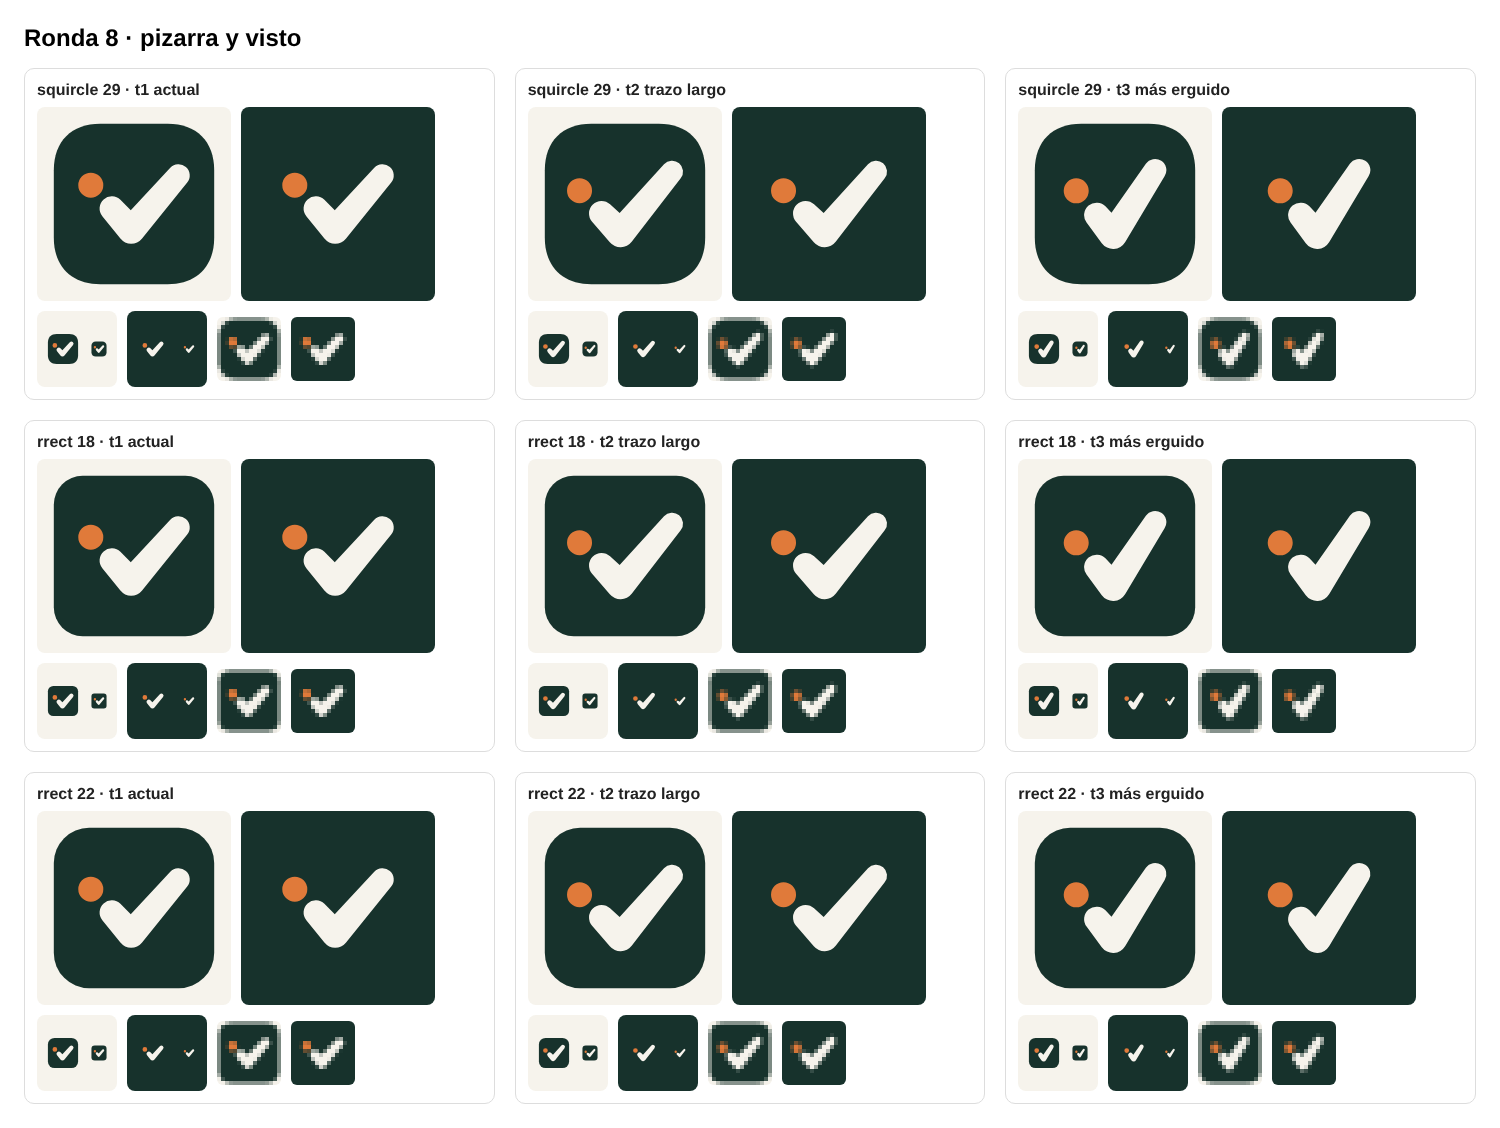 Ronda 8 · pizarra y visto
squircle 29 · t1 actual
squircle 29 · t2 trazo largo
squircle 29 · t3 más erguido
rrect 18 · t1 actual
rrect 18 · t2 trazo largo
rrect 18 · t3 más erguido
rrect 22 · t1 actual
rrect 22 · t2 trazo largo
rrect 22 · t3 más erguido